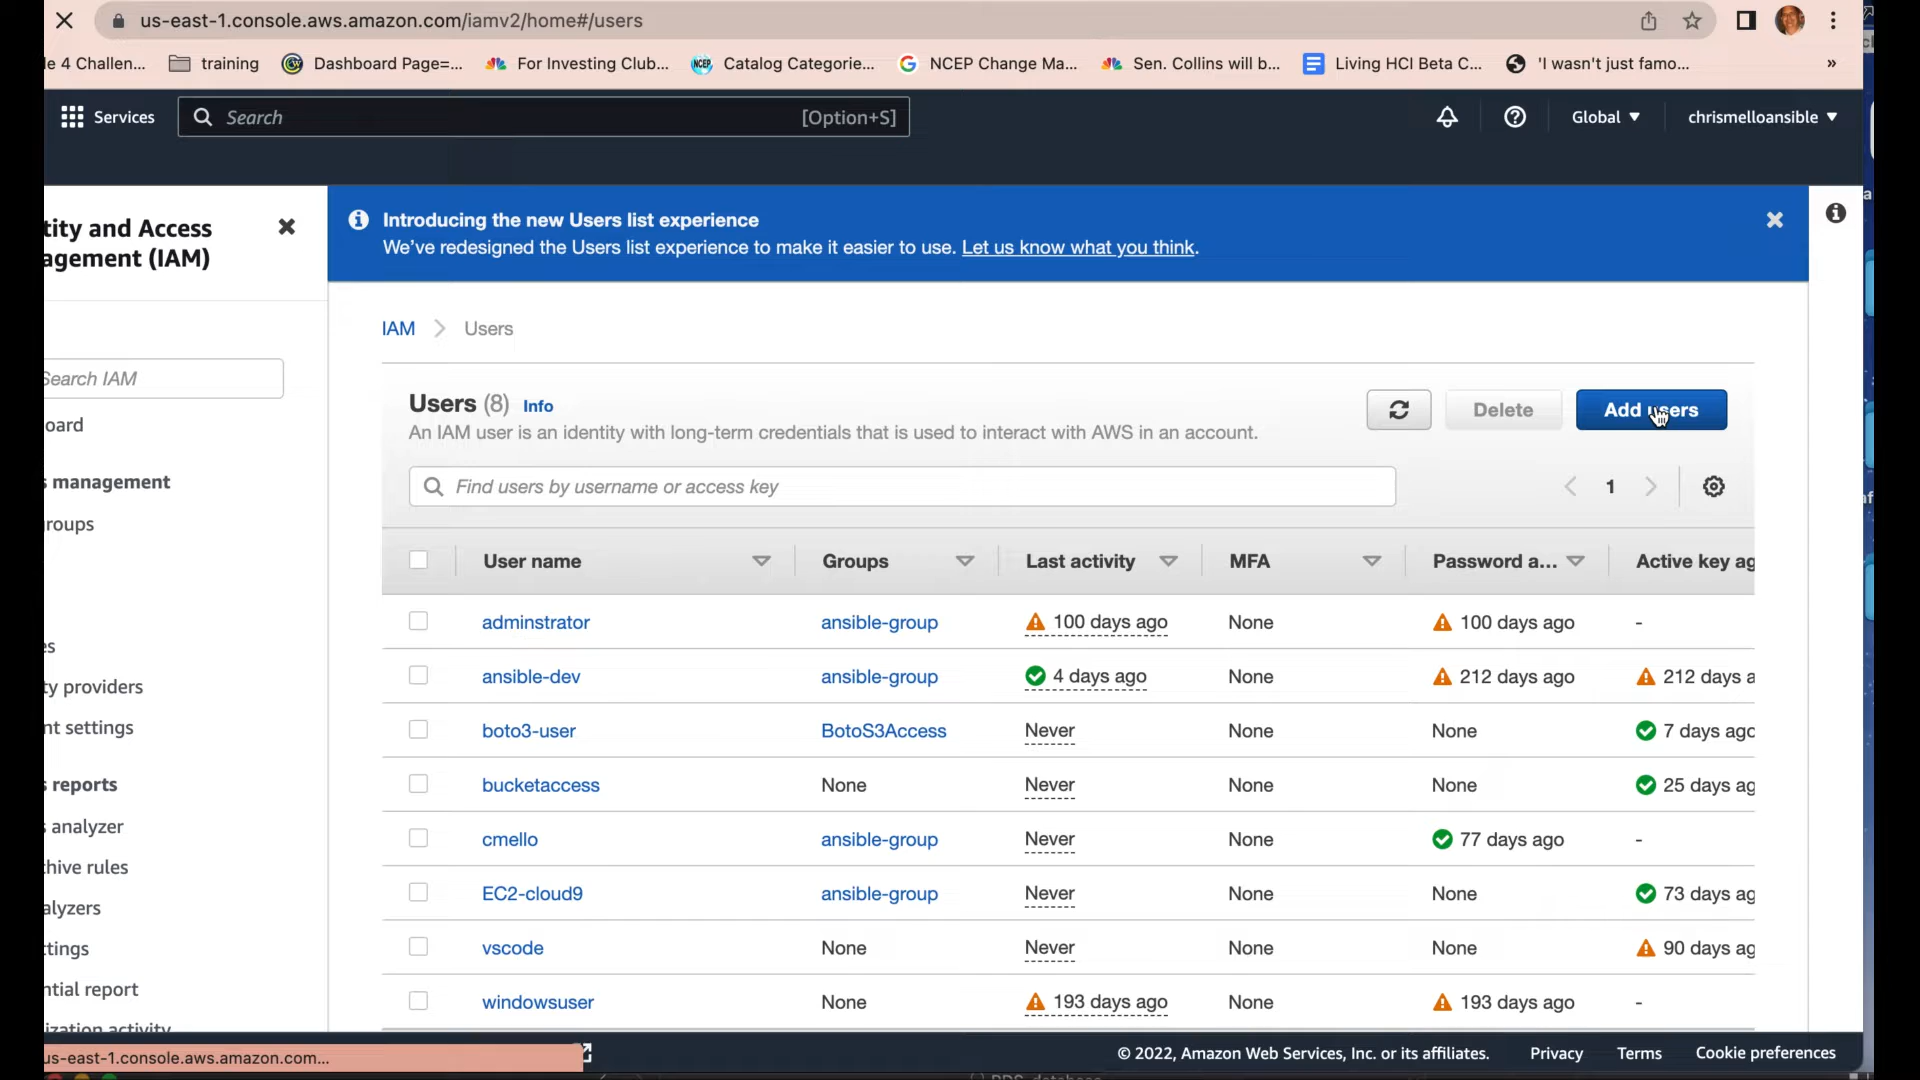 us-east-1.console.aws.amazon.com/iamv2/home#/users
le 4 Challen...
training
Dashboard Page=...
For Investing Club...
NCEP
Catalog Categorie...
NCEP Change Ma...
Sen. Collins will b...
Living HCI Beta C...
'I wasn't just famo...
»
Services
Search
[Option+S]
Global
chrismelloansible
tity and Access
agement (IAM)
Search IAM
oard
s management
groups
es
ty providers
nt settings
s reports
s analyzer
chive rules
alyzers
ttings
ntial report
ization activity
Introducing the new Users list experience
We've redesigned the Users list experience to make it easier to use. Let us know what you think.
IAM > Users
Users (8) Info
An IAM user is an identity with long-term credentials that is used to interact with AWS in an account.
Delete
Add users
Find users by username or access key
1
User name Groups Last activity MFA Password a... Active key ag
adminstrator ansible-group 100 days ago None 100 days ago -
ansible-dev ansible-group 4 days ago None 212 days ago 212 days a
boto3-user BotoS3Access Never None None 7 days ago
bucketaccess None Never None None 25 days ag
cmello ansible-group Never None 77 days ago -
EC2-cloud9 ansible-group Never None None 73 days ag
vscode None Never None None 90 days ag
windowsuser None 193 days ago None 193 days ago -
us-east-1.console.aws.amazon.com...
© 2022, Amazon Web Services, Inc. or its affiliates.
Privacy
Terms
Cookie preferences